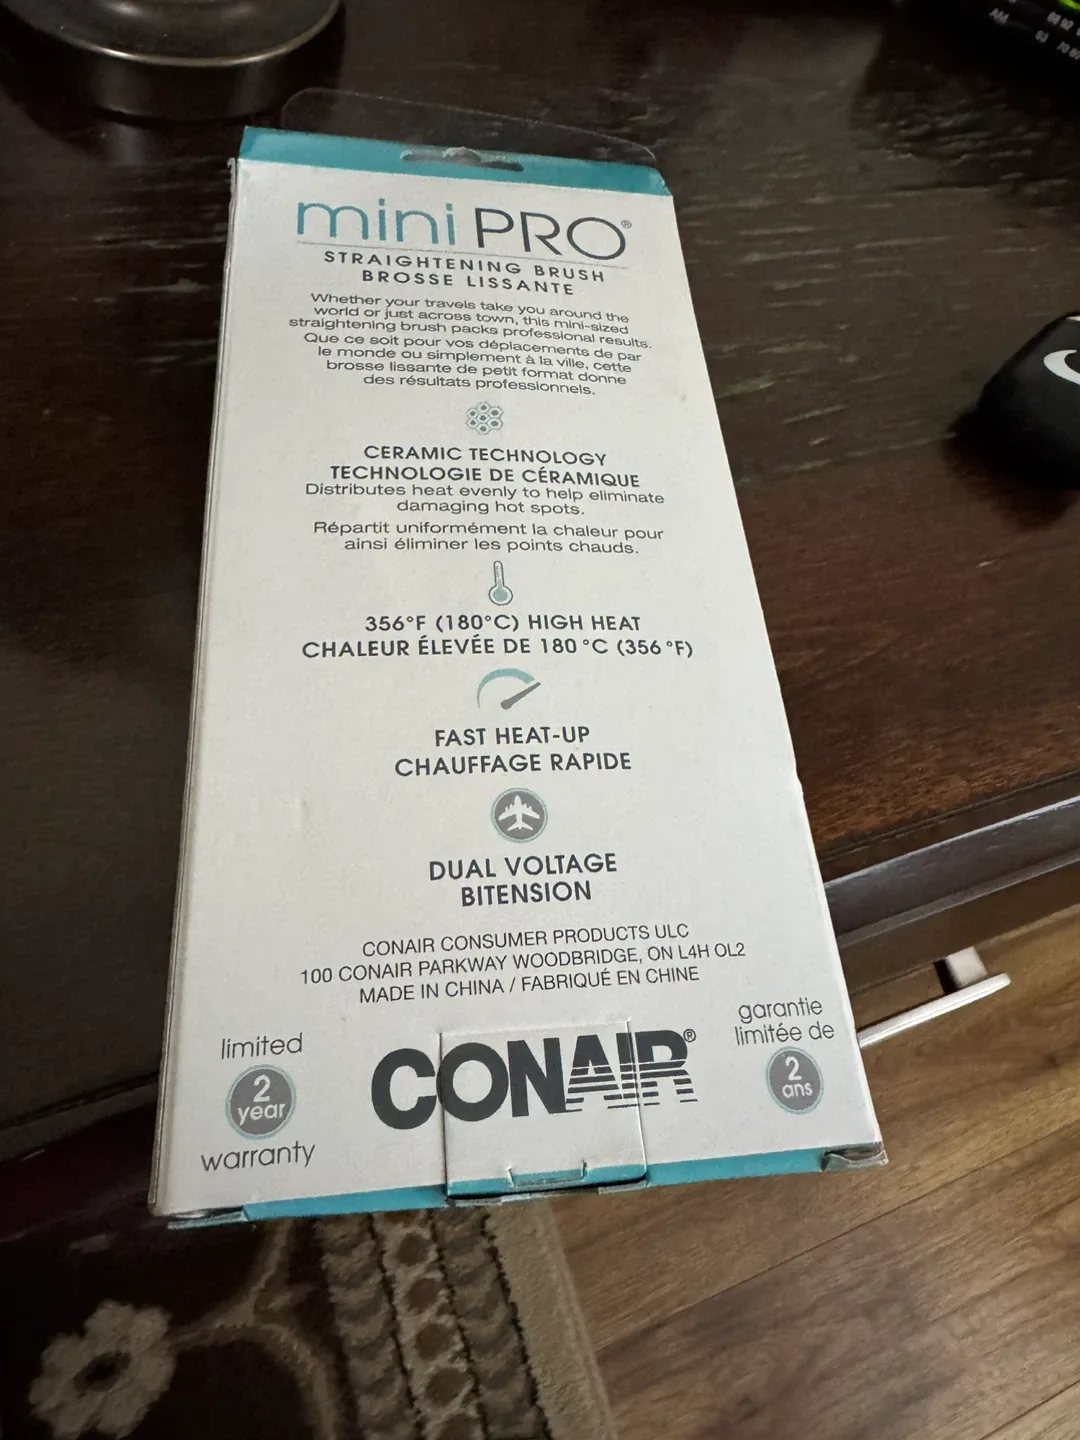 mini PRO®
STRAIGHTENING BRUSH
BROSSE LISSANTE
Whether your travels take you around the
world or just across town, this mini-sized
straightening brush packs professional results.
Que ce soit pour vos déplacements de par
le monde ou simplement à la ville, cette
brosse lissante de petit format donne
des résultats professionnels.
CERAMIC TECHNOLOGY
TECHNOLOGIE DE CÉRAMIQUE
Distributes heat evenly to help eliminate
damaging hot spots.
Répartit uniformément la chaleur pour
ainsi éliminer les points chauds.
356°F (180°C) HIGH HEAT
CHALEUR ÉLEVÉE DE 180 °C (356 °F)
FAST HEAT-UP
CHAUFFAGE RAPIDE
DUAL VOLTAGE
BITENSION
CONAIR CONSUMER PRODUCTS ULC
100 CONAIR PARKWAY WOODBRIDGE, ON L4H OL2
MADE IN CHINA / FABRIQUÉ EN CHINE
limited
2
year
warranty
CONAIR®
garantie
limitée de
2
ans